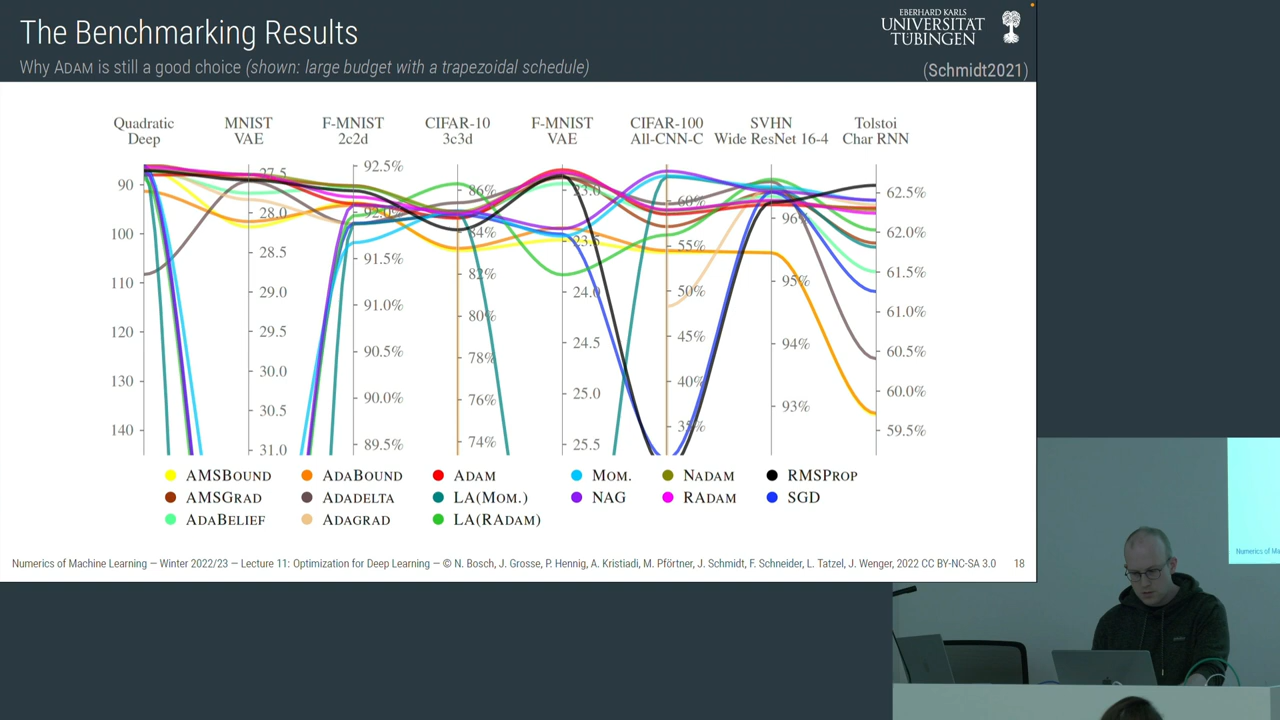 The Benchmarking Results
Why ADAM is still a good choice (shown: large budget with a trapezoidal schedule)
EBERHARD KARLS
UNIVERSITÄT
TÜBINGEN
(Schmidt2021)
Quadratic
Deep
MNIST
VAE
F-MNIST
2c2d
CIFAR-10
3c3d
F-MNIST
VAE
CIFAR-100
All-CNN-C
SVHN
Wide ResNet 16-4
Tolstoi
Char RNN
90
100
110
120
130
140
27.5
28.0
28.5
29.0
29.5
30.0
30.5
31.0
92.5%
92.0%
91.5%
91.0%
90.5%
90.0%
89.5%
86%
84%
82%
80%
78%
76%
74%
23.0
23.5
24.0
24.5
25.0
25.5
60%
55%
50%
45%
40%
35%
96%
95%
94%
93%
62.5%
62.0%
61.5%
61.0%
60.5%
60.0%
59.5%
AMSBOUND
ADABOUND
ADAM
MOM.
NADAM
RMSPROP
AMSGRAD
ADADELTA
LA(MOM.)
NAG
RADAM
SGD
ADABELIEF
ADAGRAD
LA(RADAM)
Numerics of Machine Learning — Winter 2022/23 — Lecture 11: Optimization for Deep Learning — © N. Bosch, J. Grosse, P. Hennig, A. Kristiadi, M. Pförtner, J. Schmidt, F. Schneider, L. Tatzel, J. Wenger, 2022 CC BY-NC-SA 3.0 18
Numerics of Ma